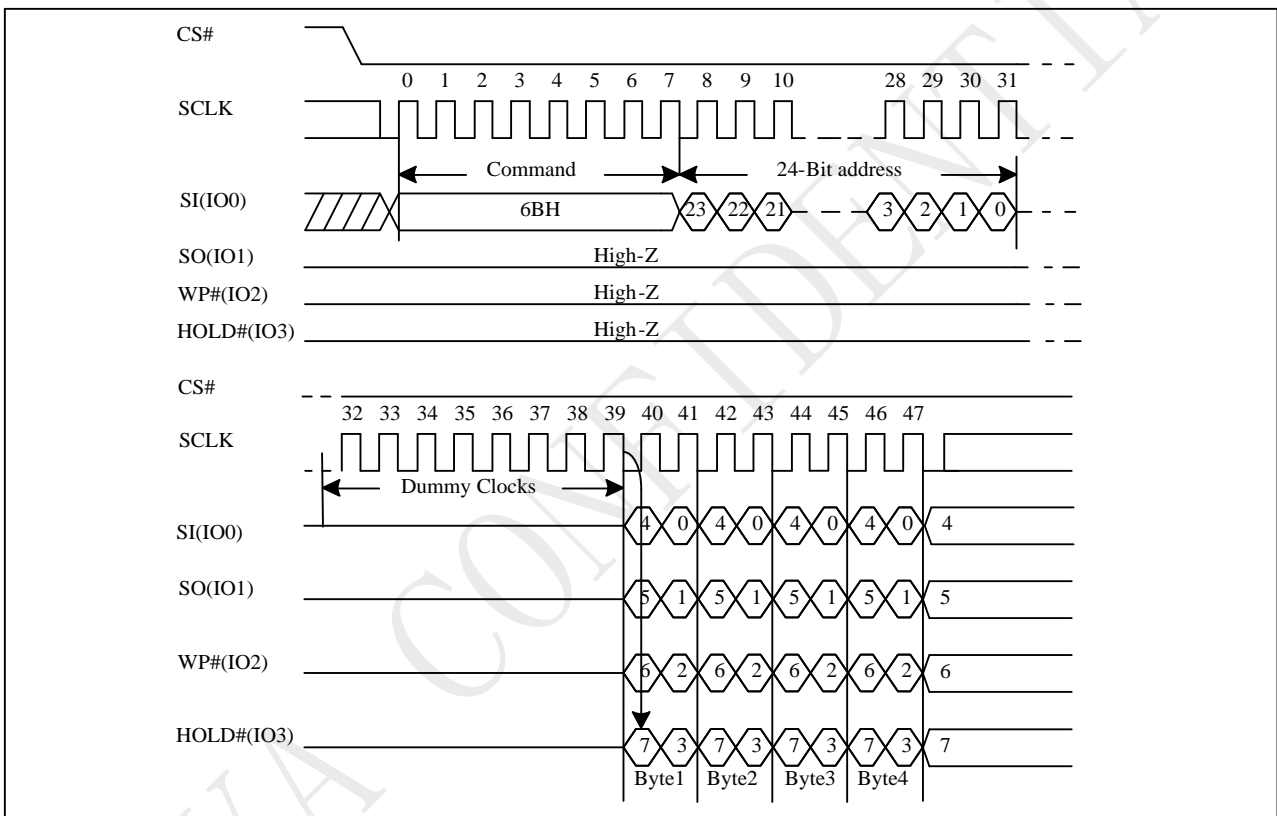 CS#
0 1 2 3 4 5 6 7 8 9 10 28 29 30 31
SCLK
Command 24-Bit address
SI(IO0) 6BH 23 22 21 3 2 1 0
SO(IO1) High-Z
WP#(IO2) High-Z
HOLD#(IO3) High-Z
CS#
32 33 34 35 36 37 38 39 40 41 42 43 44 45 46 47
SCLK
Dummy Clocks
SI(IO0) 4 0 4 0 4 0 4 0 4
SO(IO1) 5 1 5 1 5 1 5 1 5
WP#(IO2) 6 2 6 2 6 2 6 2 6
HOLD#(IO3) 7 3 7 3 7 3 7 3 7
Byte1 Byte2 Byte3 Byte4